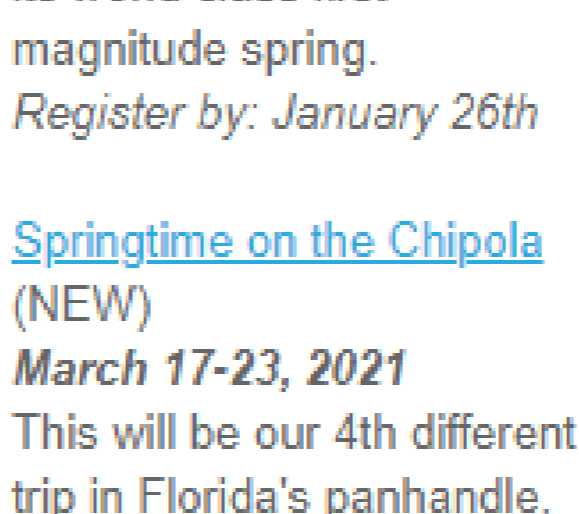 magnitude spring.
Register by: January 26th
Springtime on the Chipola
(NEW)
March 17-23, 2021
This will be our 4th different
trip in Florida's panhandle.